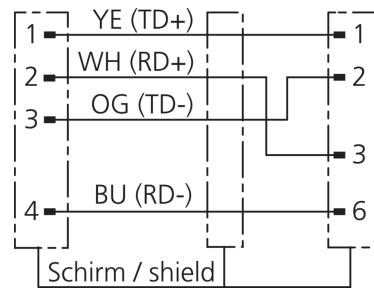 1 YE (TD+) 1
2 WH (RD+) 2
3 OG (TD-)
3
4 BU (RD-) 6
Schirm / shield